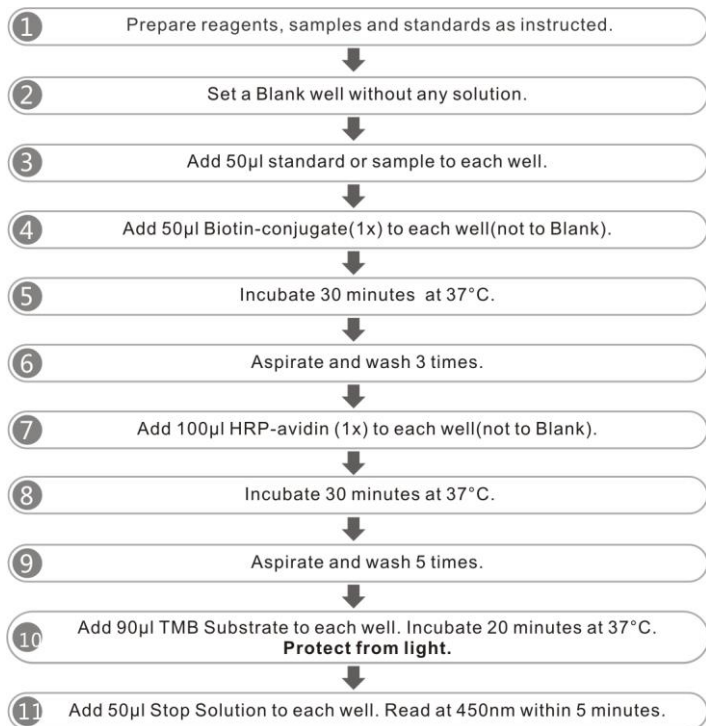 1 Prepare reagents, samples and standards as instructed.
2 Set a Blank well without any solution.
3 Add 50μl standard or sample to each well.
4 Add 50μl Biotin-conjugate(1x) to each well(not to Blank).
5 Incubate 30 minutes at 37°C.
6 Aspirate and wash 3 times.
7 Add 100μl HRP-avidin (1x) to each well(not to Blank).
8 Incubate 30 minutes at 37°C.
9 Aspirate and wash 5 times.
10 Add 90μl TMB Substrate to each well. Incubate 20 minutes at 37°C.
Protect from light.
11 Add 50μl Stop Solution to each well. Read at 450nm within 5 minutes.